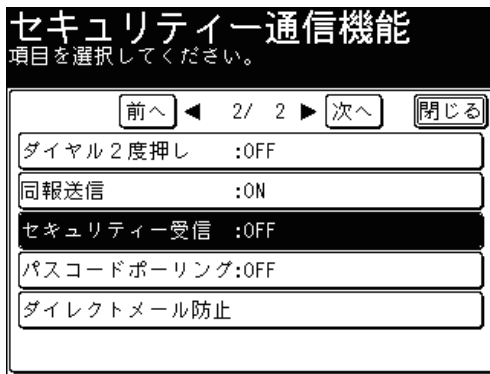 セキュリティー通信機能
項目を選択してください。
前へ ◀ 2/ 2 ▶ 次へ 閉じる
ダイヤル２度押し :OFF
同報送信 :ON
セキュリティー受信 :OFF
パスコードポーリング:OFF
ダイレクトメール防止